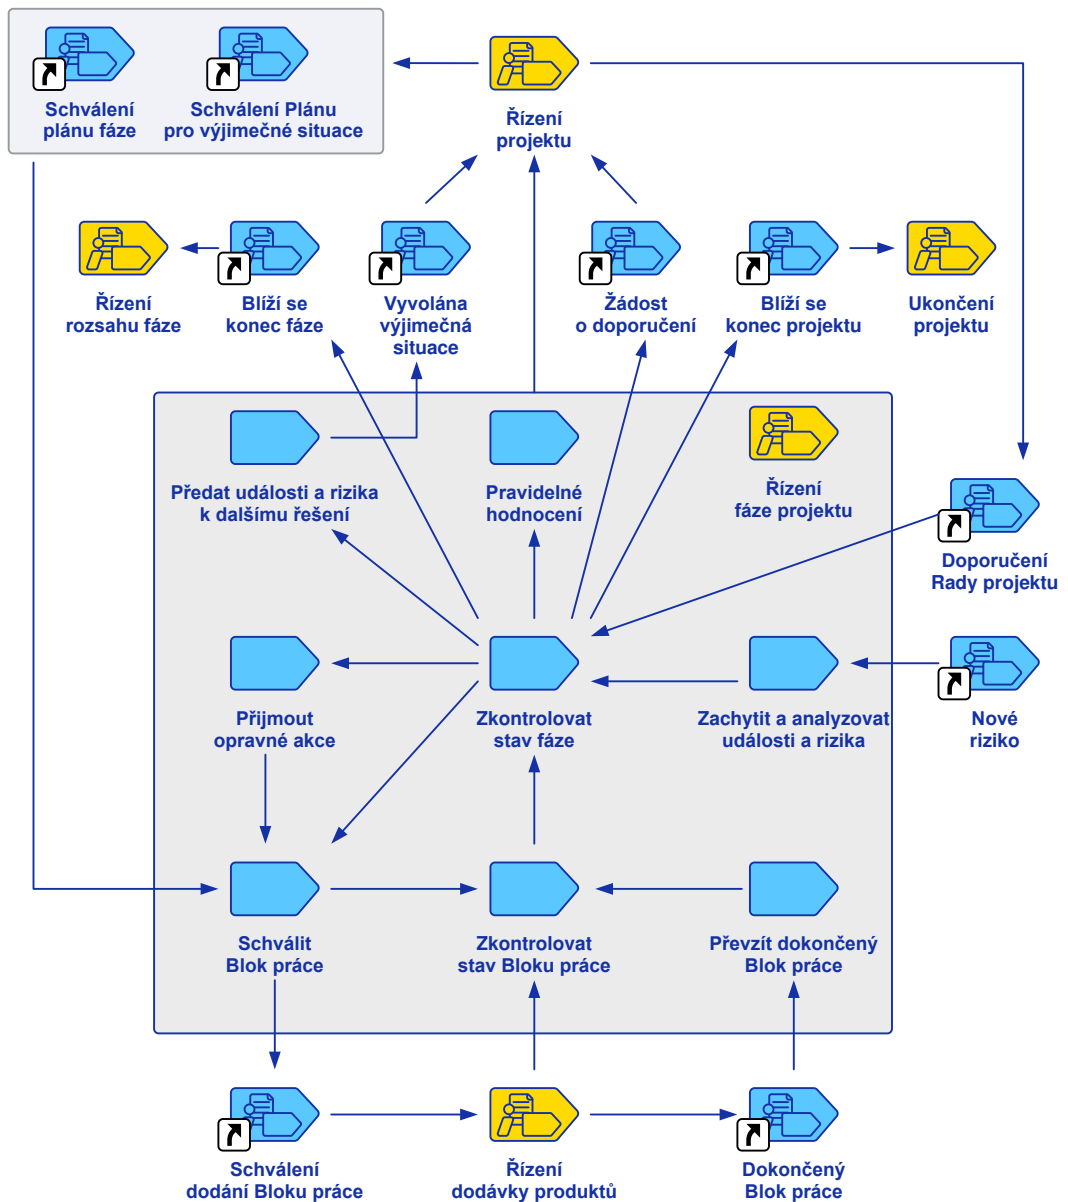 Schválení
plánu fáze
Schválení Plánu
pro výjimečné situace
Řízení
projektu
Řízení
rozsahu fáze
Blíží se
konec fáze
Vyvolána
výjimečná
situace
Žádost
o doporučení
Blíží se
konec projektu
Ukončení
projektu
Předat události a rizika
k dalšímu řešení
Pravidelné
hodnocení
Řízení
fáze projektu
Doporučení
Rady projektu
Přijmout
opravné akce
Zkontrolovat
stav fáze
Zachytit a analyzovat
události a rizika
Nové
riziko
Schválit
Blok práce
Zkontrolovat
stav Bloku práce
Převzít dokončený
Blok práce
Schválení
dodání Bloku práce
Řízení
dodávky produktů
Dokončený
Blok práce